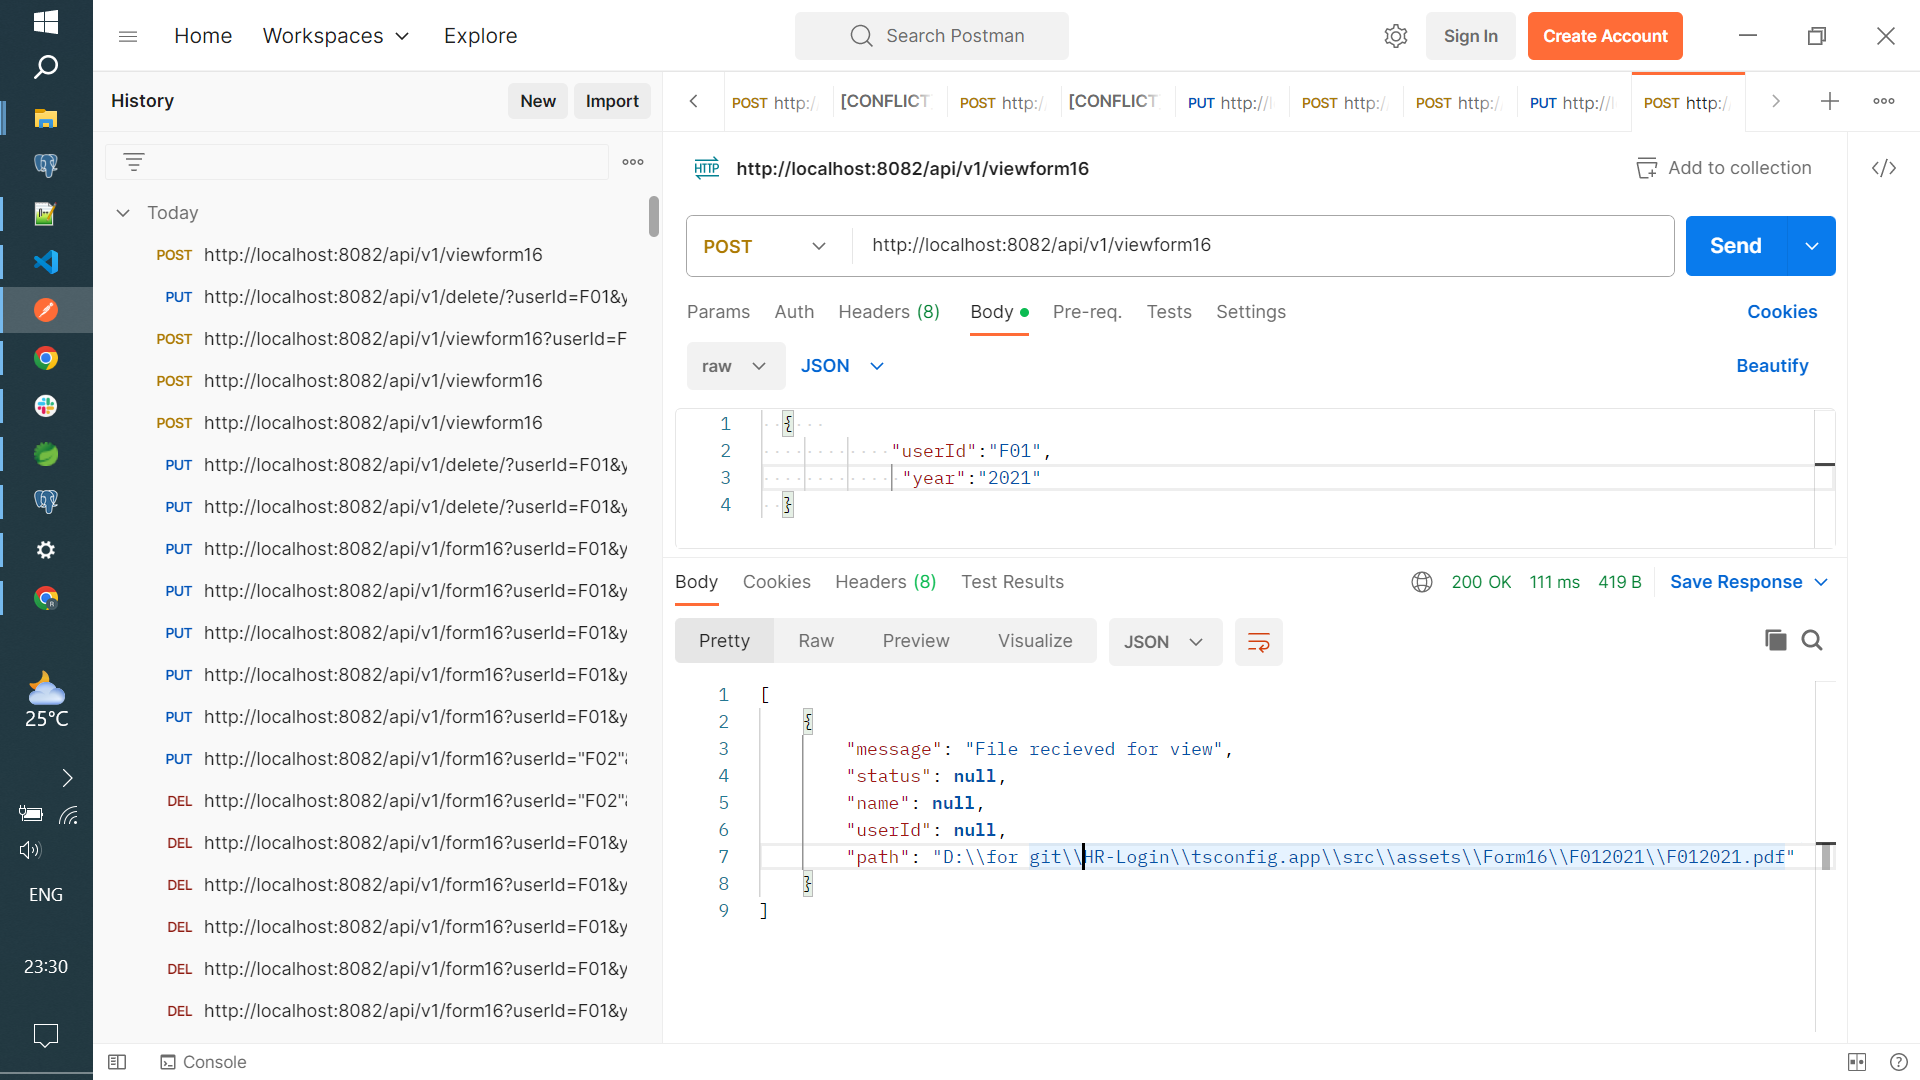 Home
Workspaces
Explore
Search Postman
Sign In
Create Account
History
New
Import
POST http:/
[CONFLICT
POST http:/
[CONFLICT
PUT http://
POST http:/
POST http:/
PUT http://
POST http:/
http://localhost:8082/api/v1/viewform16
Add to collection
Today
POST http://localhost:8082/api/v1/viewform16
PUT http://localhost:8082/api/v1/delete/?userId=F01&y
POST http://localhost:8082/api/v1/viewform16?userId=F
POST http://localhost:8082/api/v1/viewform16
POST http://localhost:8082/api/v1/viewform16
PUT http://localhost:8082/api/v1/delete/?userId=F01&y
PUT http://localhost:8082/api/v1/delete/?userId=F01&y
PUT http://localhost:8082/api/v1/form16?userId=F01&y
PUT http://localhost:8082/api/v1/form16?userId=F01&y
PUT http://localhost:8082/api/v1/form16?userId=F01&y
PUT http://localhost:8082/api/v1/form16?userId=F01&y
PUT http://localhost:8082/api/v1/form16?userId=F01&y
PUT http://localhost:8082/api/v1/form16?userId="F02"&
DEL http://localhost:8082/api/v1/form16?userId="F02"&
DEL http://localhost:8082/api/v1/form16?userId=F01&y
DEL http://localhost:8082/api/v1/form16?userId=F01&y
DEL http://localhost:8082/api/v1/form16?userId=F01&y
DEL http://localhost:8082/api/v1/form16?userId=F01&y
DEL http://localhost:8082/api/v1/form16?userId=F01&y
HTTP
POST
http://localhost:8082/api/v1/viewform16
Send
Params
Auth
Headers (8)
Body
Pre-req.
Tests
Settings
Cookies
raw
JSON
Beautify
1 {
2 "userId":"F01",
3 "year":"2021"
4 }
Body
Cookies
Headers (8)
Test Results
200 OK
111 ms
419 B
Save Response
Pretty
Raw
Preview
Visualize
JSON
1 [
2 {
3 "message": "File recieved for view",
4 "status": null,
5 "name": null,
6 "userId": null,
7 "path": "D:\\for git\\HR-Login\\tsconfig.app\\src\\assets\\Form16\\F012021\\F012021.pdf"
8 }
9 ]
25°C
ENG
23:30
Console